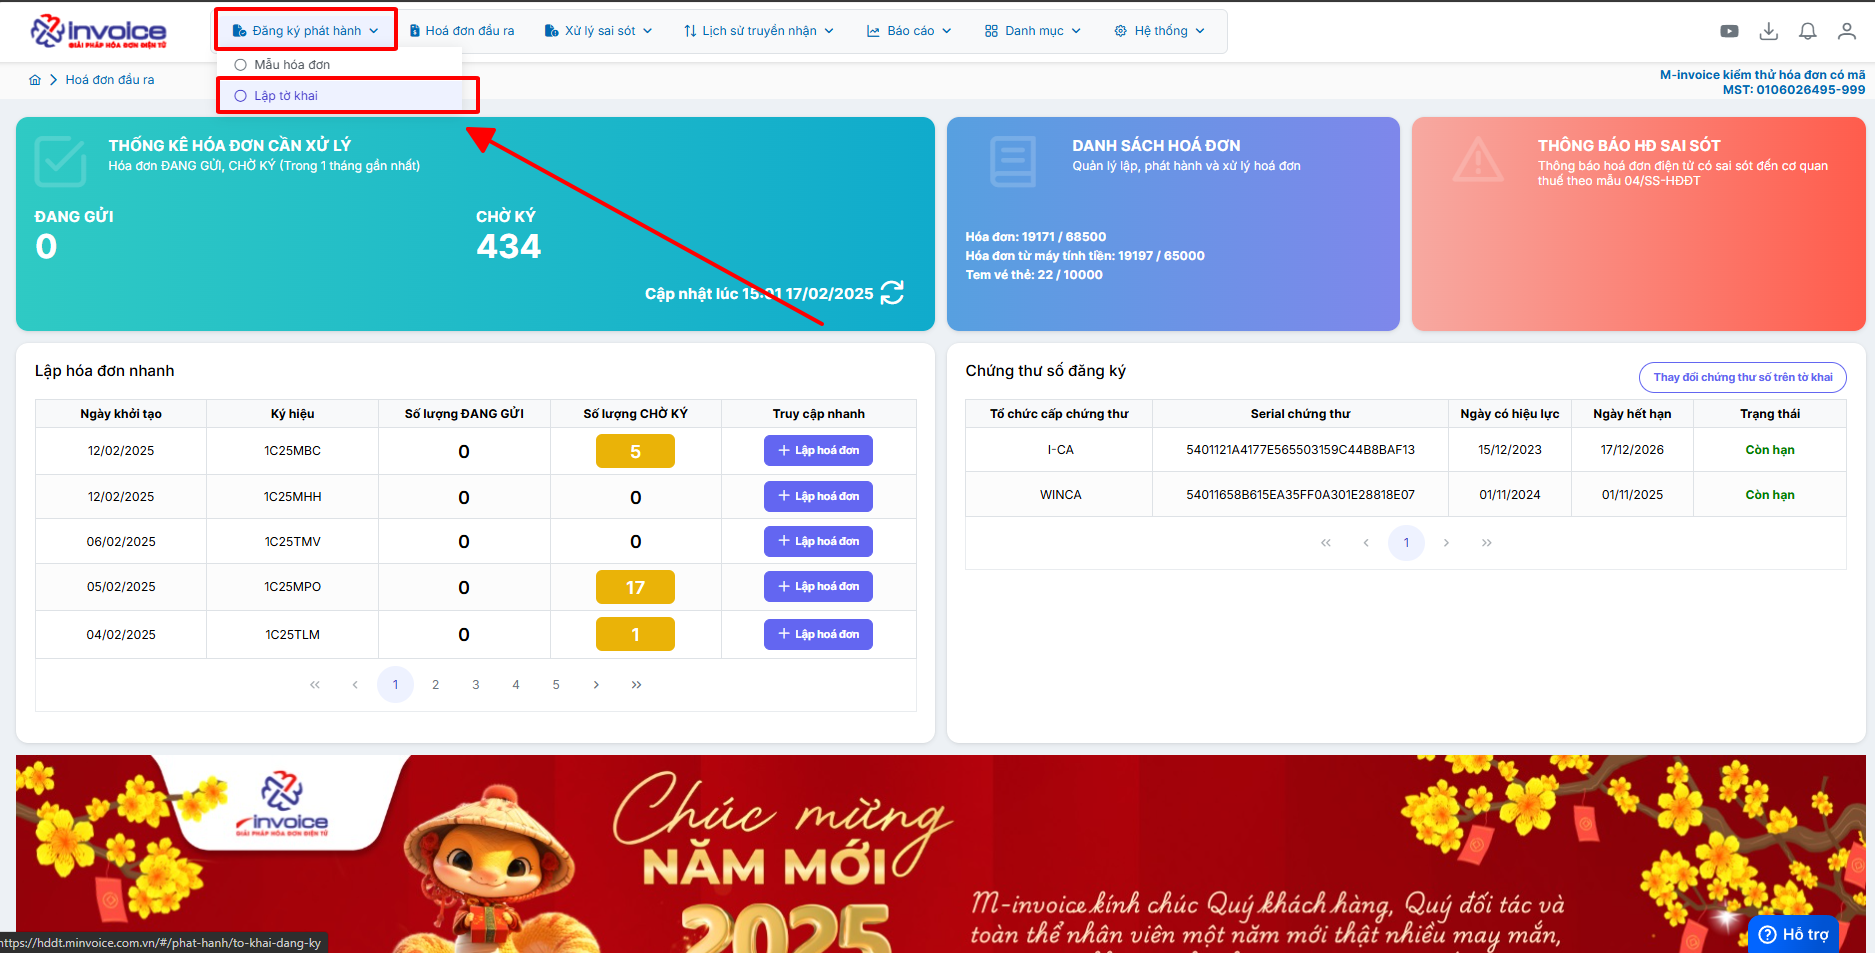 invoice
GIẢI PHÁP HÓA ĐƠN ĐIỆN TỬ
Đăng ký phát hành
Hoá đơn đầu ra
Xử lý sai sót
Lịch sử truyền nhận
Báo cáo
Danh mục
Hệ thống
Mẫu hóa đơn
Lập tờ khai
Hoá đơn đầu ra
M-invoice kiểm thử hóa đơn có mã
MST: 0106026495-999
THỐNG KÊ HÓA ĐƠN CẦN XỬ LÝ
Hóa đơn ĐANG GỬI, CHỜ KÝ (Trong 1 tháng gần nhất)
ĐANG GỬI
0
CHỜ KÝ
434
Cập nhật lúc 15:01 17/02/2025
DANH SÁCH HOÁ ĐƠN
Quản lý lập, phát hành và xử lý hoá đơn
Hóa đơn: 19171 / 68500
Hóa đơn từ máy tính tiền: 19197 / 65000
Tem vé thẻ: 22 / 10000
THÔNG BÁO HĐ SAI SÓT
Thông báo hoá đơn điện tử có sai sót đến cơ quan
thuế theo mẫu 04/SS-HĐĐT
Lập hóa đơn nhanh
Ngày khởi tạo Ký hiệu Số lượng ĐANG GỬI Số lượng CHỜ KÝ Truy cập nhanh
12/02/2025 1C25MBC 0 5 + Lập hoá đơn
12/02/2025 1C25MHH 0 0 + Lập hoá đơn
06/02/2025 1C25TMV 0 0 + Lập hoá đơn
05/02/2025 1C25MPO 0 17 + Lập hoá đơn
04/02/2025 1C25TLM 0 1 + Lập hoá đơn
« ‹ 1 2 3 4 5 › »
Chứng thư số đăng ký
Thay đổi chứng thư số trên tờ khai
Tổ chức cấp chứng thư Serial chứng thư Ngày có hiệu lực Ngày hết hạn Trạng thái
I-CA 5401121A4177E565503159C44B8BAF13 15/12/2023 17/12/2026 Còn hạn
WINCA 54011658B615EA35FF0A301E28818E07 01/11/2024 01/11/2025 Còn hạn
« ‹ 1 › »
invoice
GIẢI PHÁP HÓA ĐƠN ĐIỆN TỬ
Chúc mừng
NĂM MỚI
2025
M-invoice kính chúc Quý khách hàng, Quý đối tác và
toàn thể nhân viên một năm mới thật nhiều may mắn,
https://hddt.minvoice.com.vn/#/phat-hanh/to-khai-dang-ky
Hỗ trợ